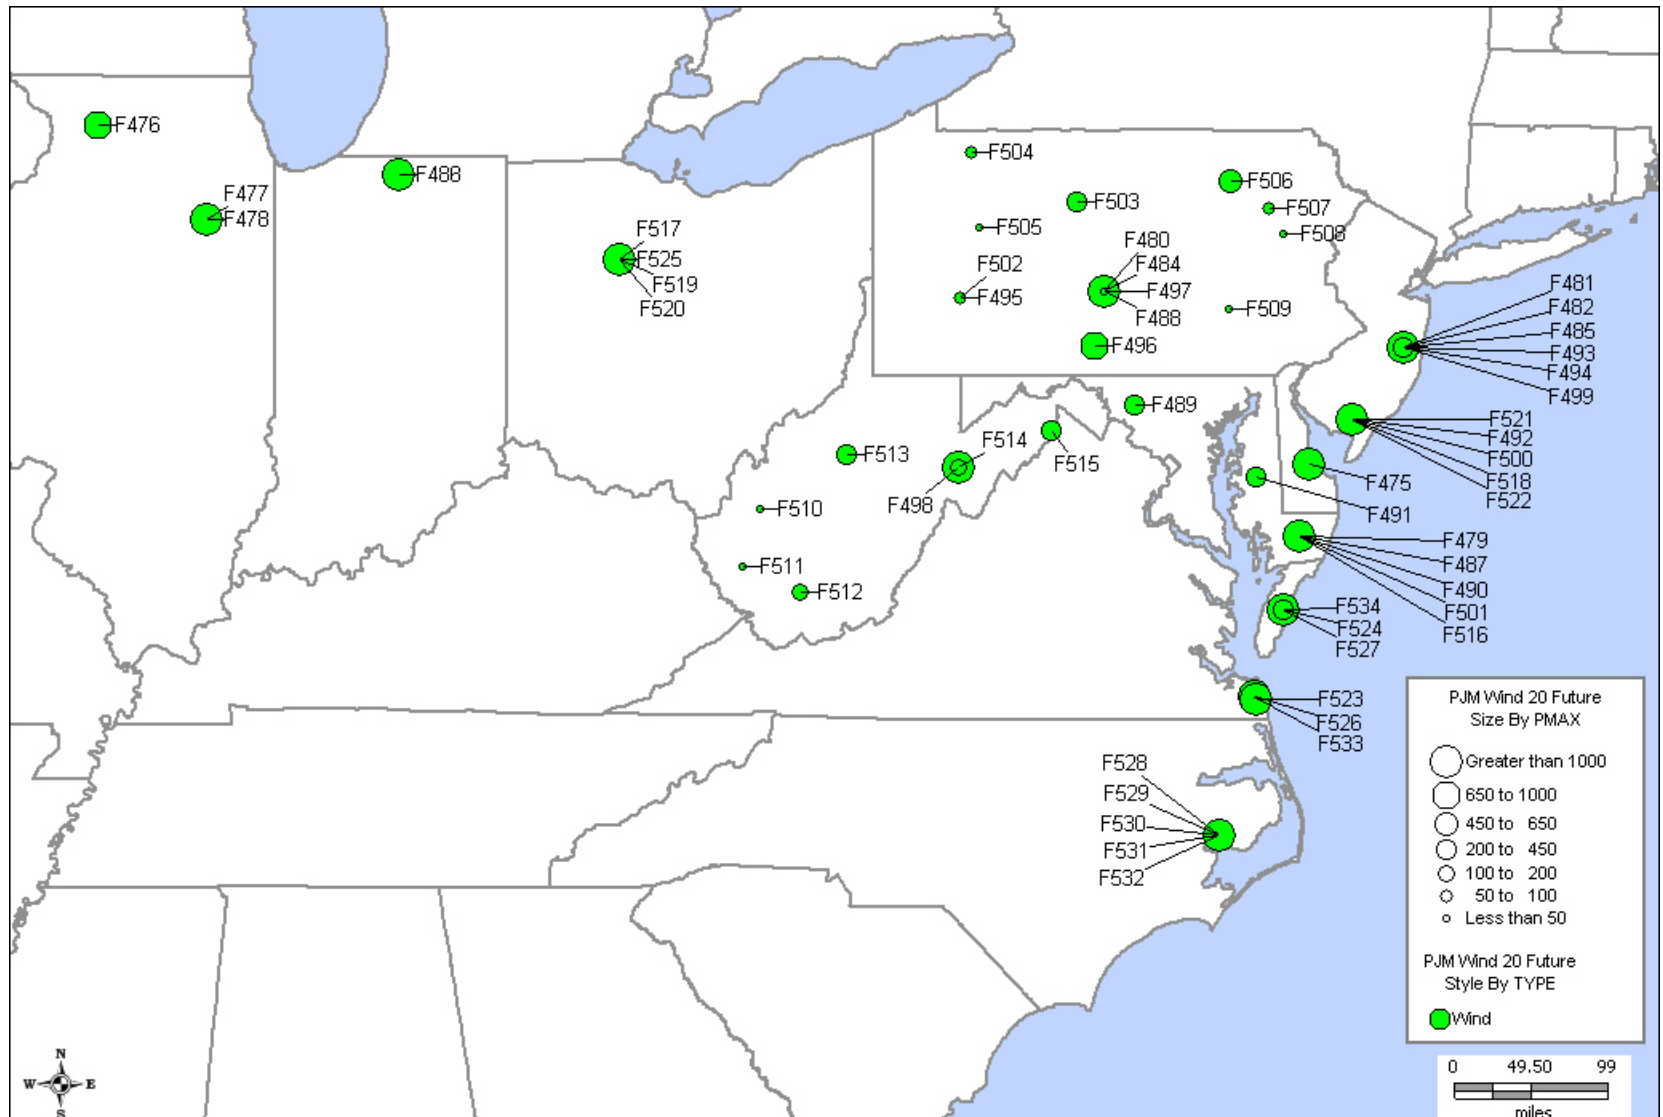 F476
F477
F478
F488
F517
F525
F519
F520
F504
F503
F505
F506
F507
F508
F502
F495
F480
F484
F497
F488
F509
F496
F481
F482
F485
F493
F494
F499
F489
F521
F492
F500
F518
F522
F513
F514
F498
F515
F475
F491
F510
F511
F512
F479
F487
F490
F501
F516
F534
F524
F527
F523
F526
F533
F528
F529
F530
F531
F532
PJM Wind 20 Future
Size By PMAX
Greater than 1000
650 to 1000
450 to 650
200 to 450
100 to 200
50 to 100
Less than 50
PJM Wind 20 Future
Style By TYPE
Wind
N
W E
S
0 49.50 99
miles